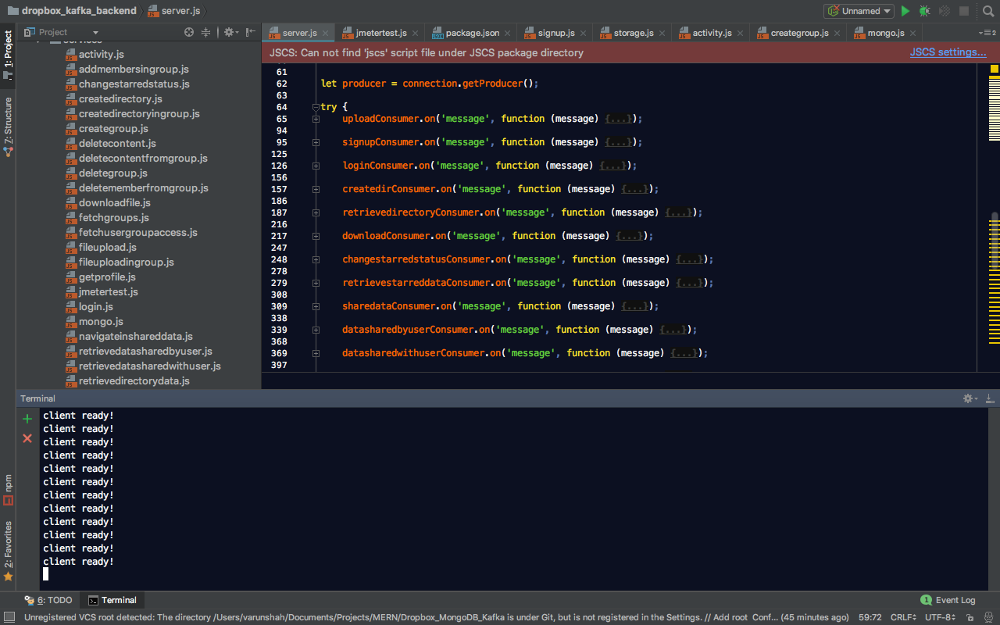 dropbox_kafka_backend server.js Unnamed
1: Project
Z: Structure
npm
2: Favorites
Project
activity.js
addmembersingroup.js
changestarredstatus.js
createdirectory.js
createdirectoryingroup.js
creategroup.js
deletecontent.js
deletecontentfromgroup.js
deletegroup.js
deletememberfromgroup.js
downloadfile.js
fetchgroups.js
fetchusergroupaccess.js
fileupload.js
fileuploadingroup.js
getprofile.js
jmetertest.js
login.js
mongo.js
navigateinshareddata.js
retrievedatasharedbyuser.js
retrievedatasharedwithuser.js
retrievedirectorydata.js
server.js jmetertest.js package.json signup.js storage.js activity.js creategroup.js mongo.js 2
JSCS: Can not find 'jscs' script file under JSCS package directory JSCS settings...
61
62 let producer = connection.getProducer();
63
64 try {
65 uploadConsumer.on('message', function (message) {...});
94
95 signupConsumer.on('message', function (message) {...});
125
126 loginConsumer.on('message', function (message) {...});
156
157 createdirConsumer.on('message', function (message) {...});
186
187 retrievedirectoryConsumer.on('message', function (message) {...});
216
217 downloadConsumer.on('message', function (message) {...});
247
248 changestarredstatusConsumer.on('message', function (message) {...});
278
279 retrievestarreddataConsumer.on('message', function (message) {...});
308
309 sharedataConsumer.on('message', function (message) {...});
338
339 datasharedbyuserConsumer.on('message', function (message) {...});
368
369 datasharedwithuserConsumer.on('message', function (message) {...});
397
Terminal
client ready!
client ready!
client ready!
client ready!
client ready!
client ready!
client ready!
client ready!
client ready!
client ready!
client ready!
client ready!
6: TODO Terminal 1 Event Log
Unregistered VCS root detected: The directory /Users/varunshah/Documents/Projects/MERN/Dropbox_MongoDB_Kafka is under Git, but is not registered in the Settings. // Add root Conf... (45 minutes ago) 59:72 CRLF UTF-8